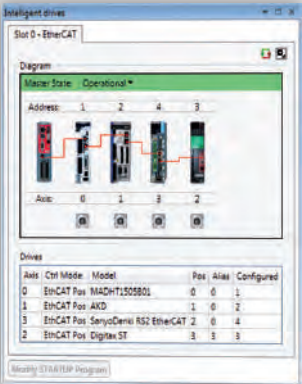 Intelligent drives
Slot 0 - EtherCAT
Diagram
Master State: Operational
Address: 1 2 4 3
Axis: 0 1 3 2
Drives
Axis Ctrl Mode Model Pos Alias Configured
0 EthCAT Pos MADHT1505B01 0 0 1
1 EthCAT Pos AKD 1 0 2
3 EthCAT Pos SanyoDenki RS2 EtherCAT 2 0 4
2 EthCAT Pos Digitax ST 3 3 3
Modify STARTUP Program